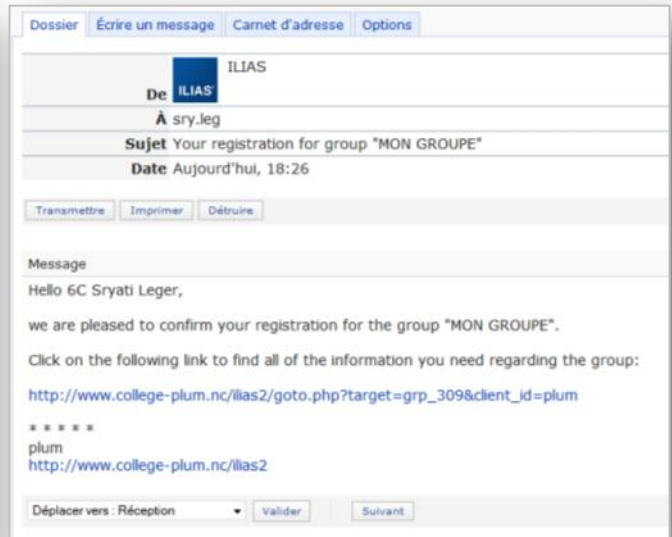 Dossier Écrire un message Carnet d'adresse Options
ILIAS
De ILIAS
À sry.leg
Sujet Your registration for group "MON GROUPE"
Date Aujourd'hui, 18:26
Transmettre Imprimer Détruire
Message
Hello 6C Sryati Leger,
we are pleased to confirm your registration for the group "MON GROUPE".
Click on the following link to find all of the information you need regarding the group:
http://www.college-plum.nc/ilias2/goto.php?target=grp_309&client_id=plum
* * * * *
plum
http://www.college-plum.nc/ilias2
Déplacer vers : Réception Valider Suivant